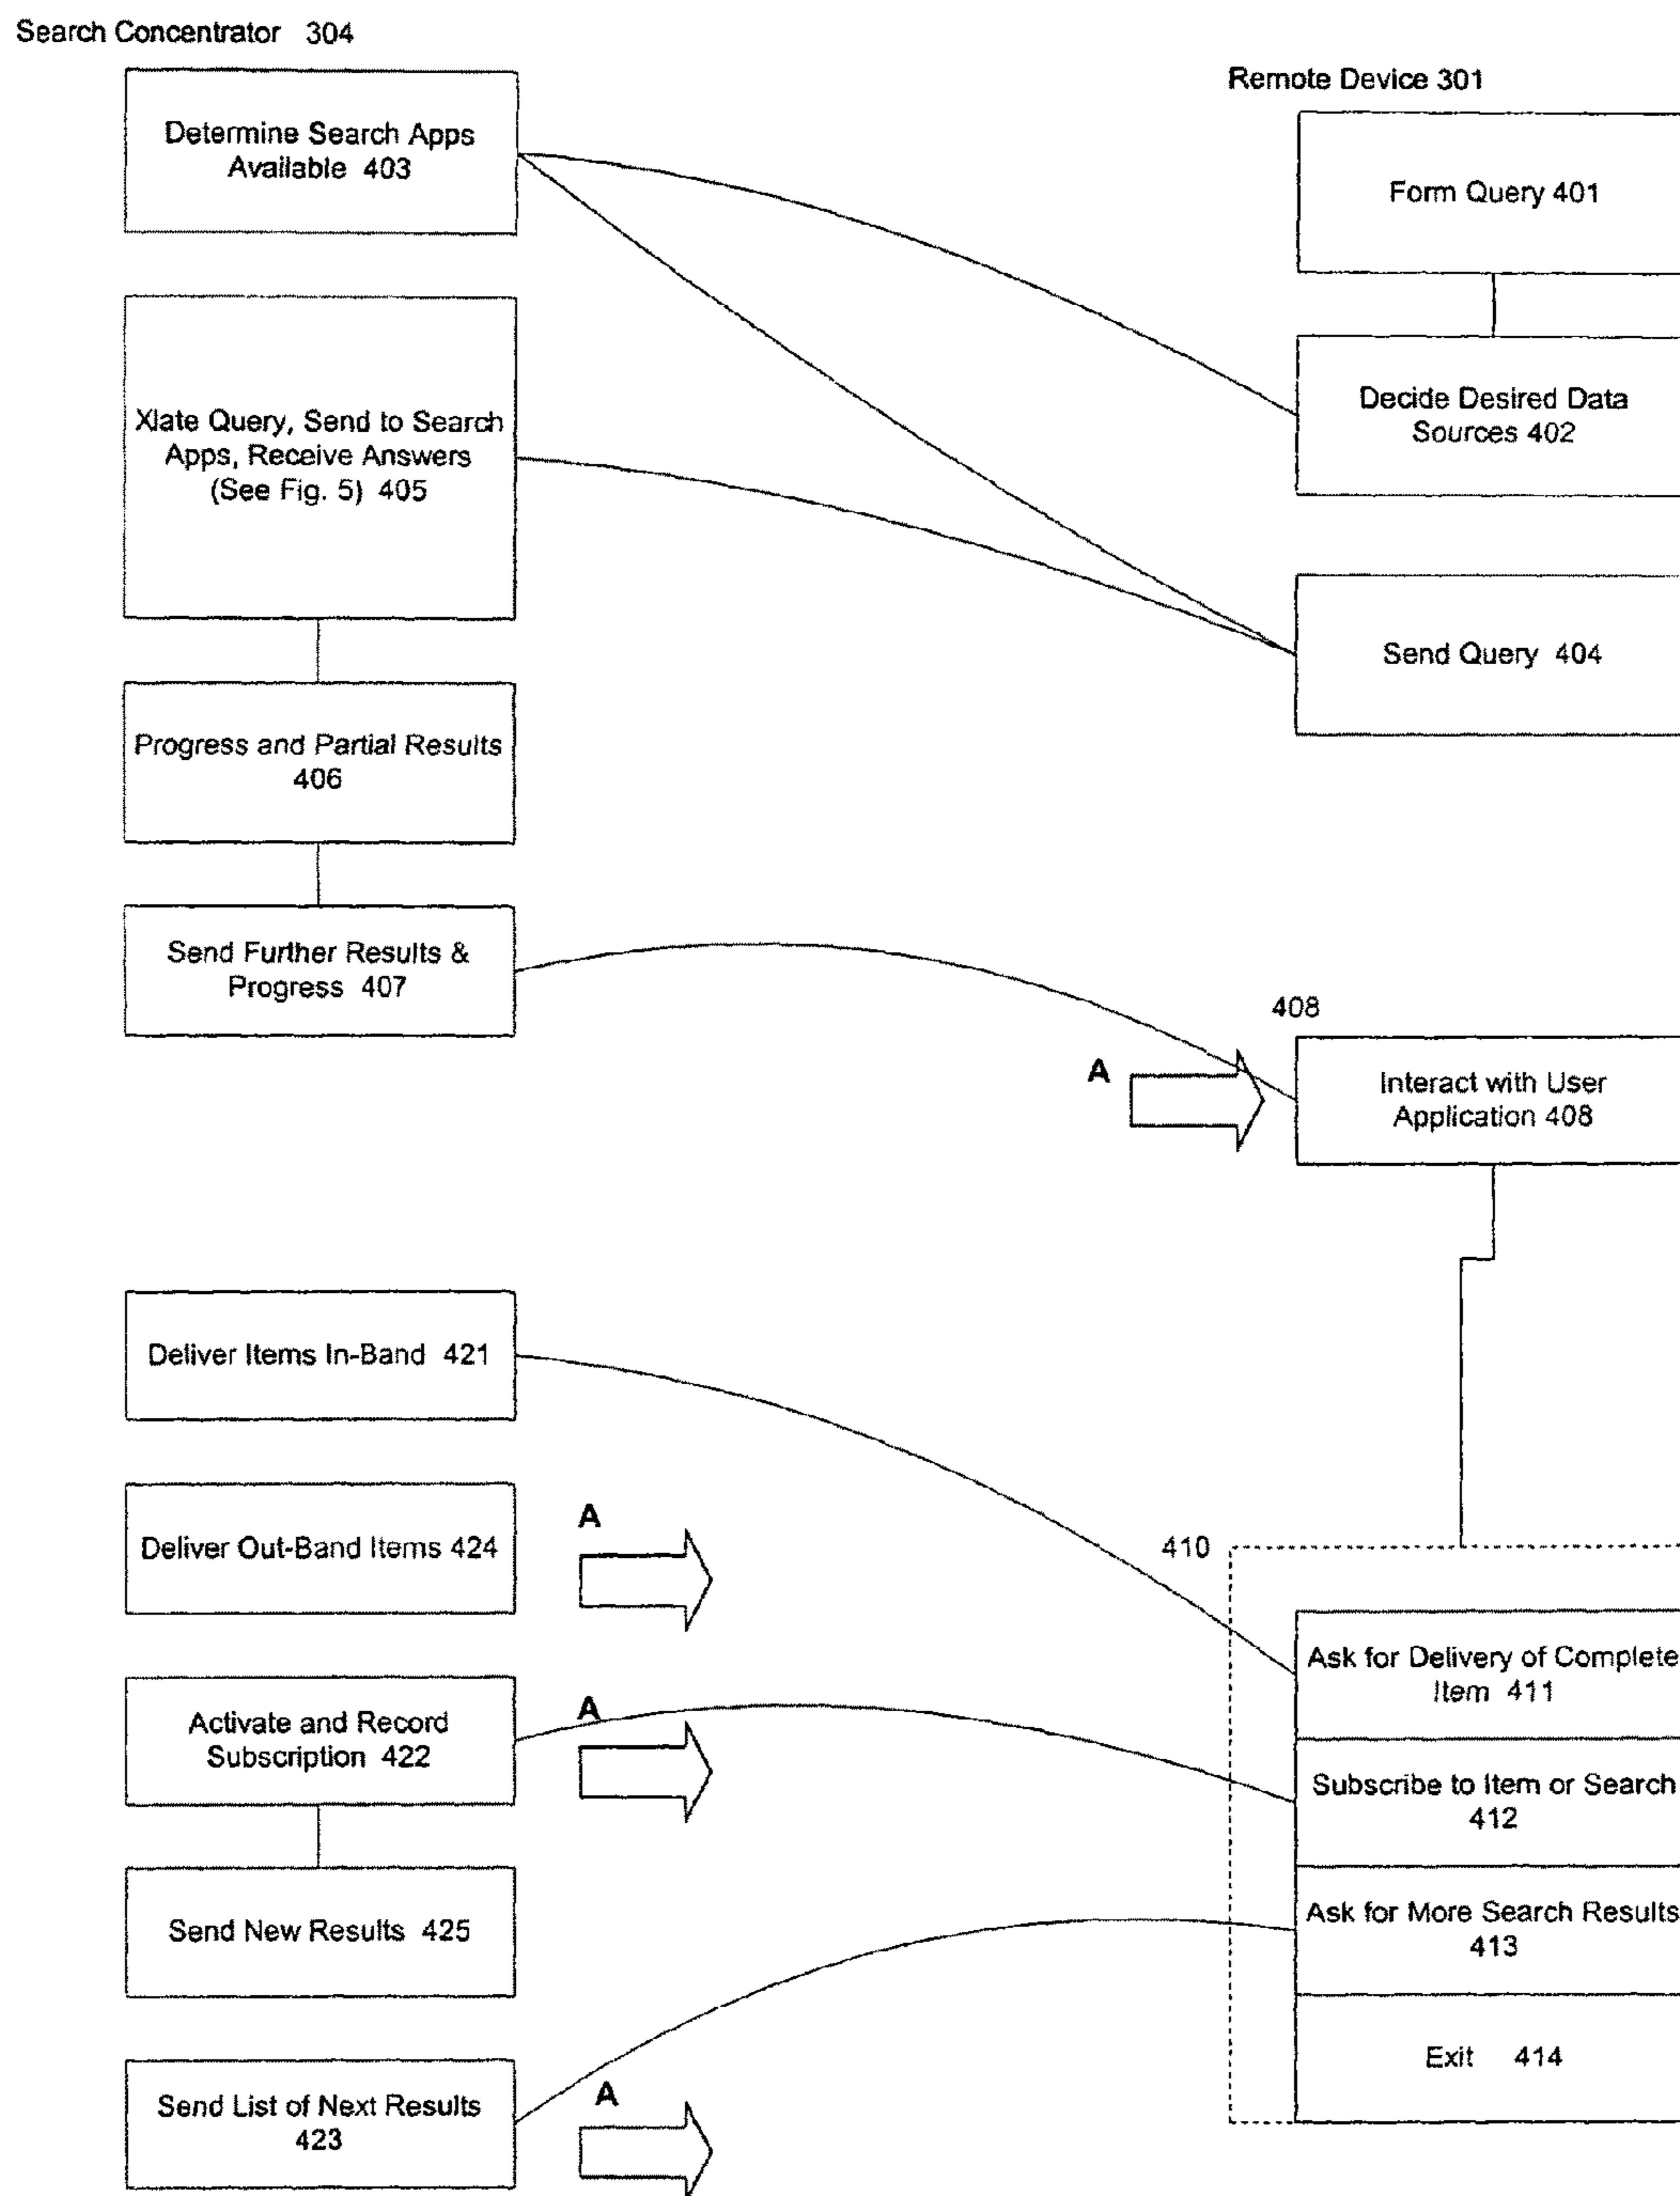 Search Concentrator 304
Remote Device 301
Determine Search Apps
Available 403
Form Query 401
Decide Desired Data
Sources 402
Xlate Query, Send to Search
Apps, Receive Answers
(See Fig. 5) 405
Send Query 404
Progress and Partial Results
406
Send Further Results &
Progress 407
408
A
Interact with User
Application 408
Deliver Items In-Band 421
Deliver Out-Band Items 424
A
410
Ask for Delivery of Complete
Item 411
Activate and Record
Subscription 422
A
Subscribe to Item or Search
412
Send New Results 425
Ask for More Search Results
413
Exit 414
Send List of Next Results
423
A